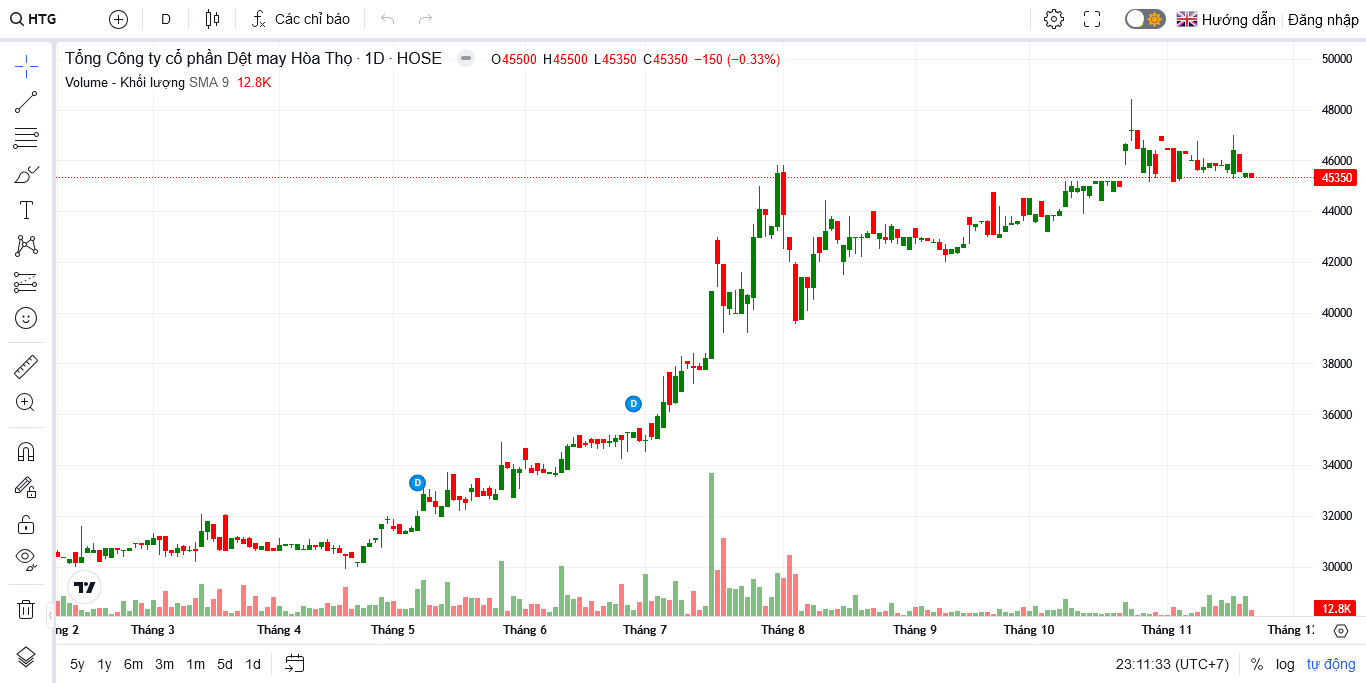 HTG D Các chỉ báo Hướng dẫn Đăng nhập
Tổng Công ty cổ phần Dệt may Hòa Thọ · 1D · HOSE O45500 H45500 L45350 C45350 −150 (−0.33%)
Volume - Khối lượng SMA 9 12.8K
50000
48000
46000
45350
44000
42000
40000
38000
36000
34000
32000
30000
12.8K
D
D
ng 2 Tháng 3 Tháng 4 Tháng 5 Tháng 6 Tháng 7 Tháng 8 Tháng 9 Tháng 10 Tháng 11 Tháng 1
5y 1y 6m 3m 1m 5d 1d 23:11:33 (UTC+7) % log tự động